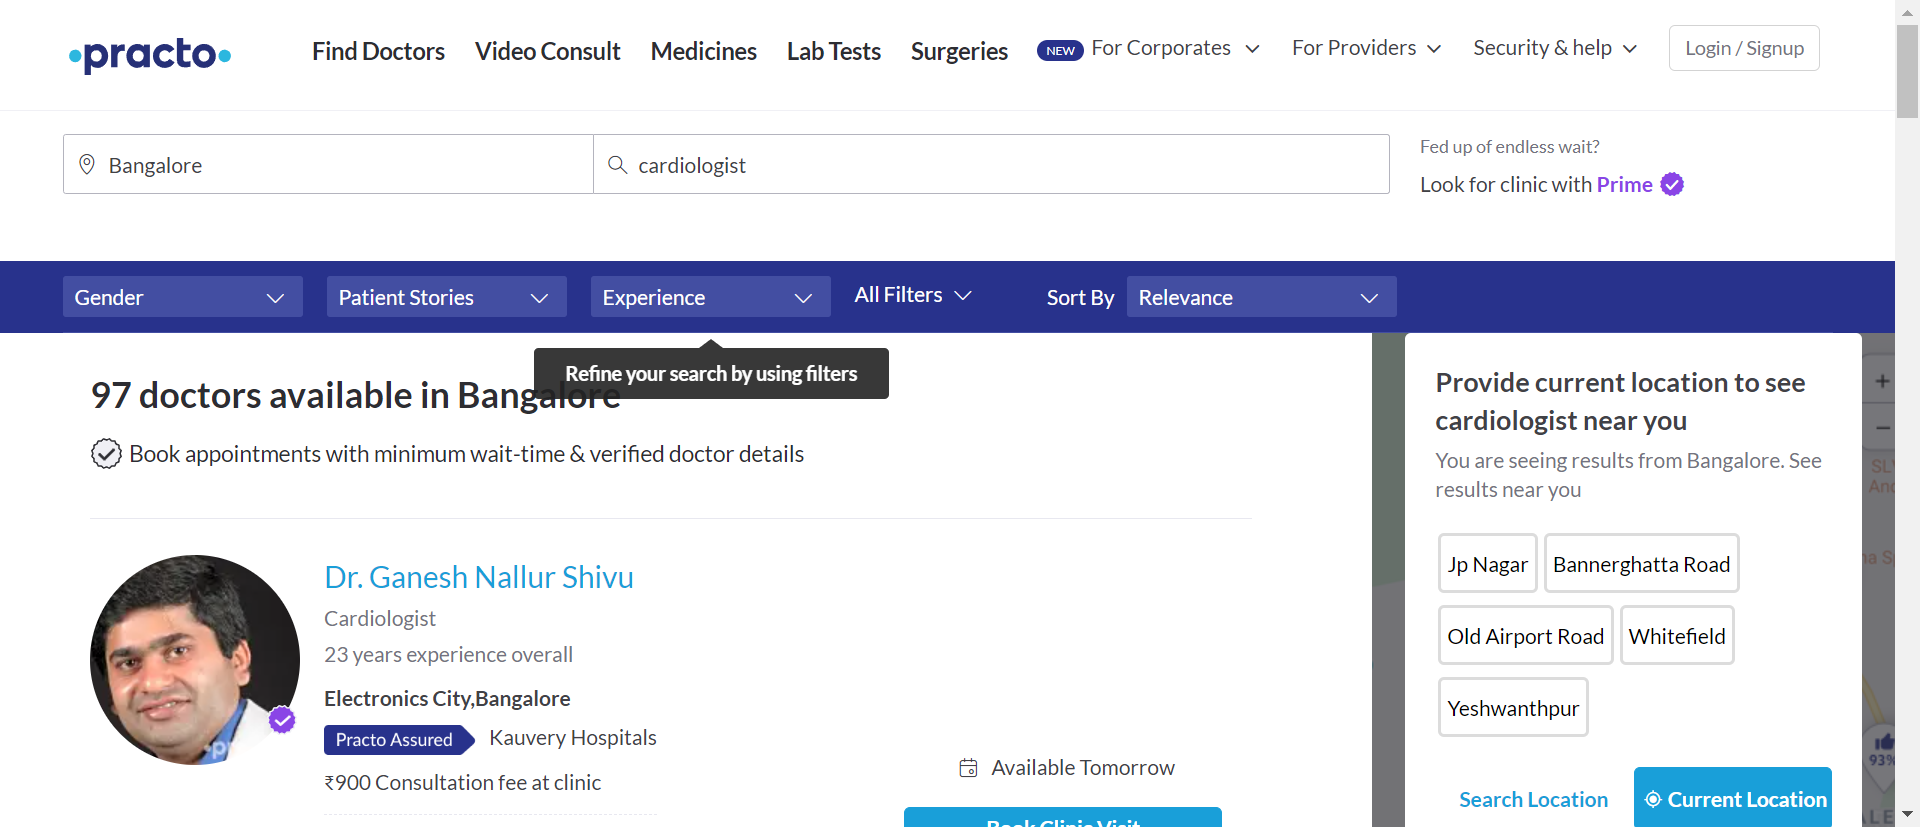 practo
Find Doctors
Video Consult
Medicines
Lab Tests
Surgeries
NEW
For Corporates
For Providers
Security & help
Login / Signup
Bangalore
cardiologist
Fed up of endless wait?
Look for clinic with Prime
Gender
Patient Stories
Experience
All Filters
Sort By
Relevance
Refine your search by using filters
97 doctors available in Bangalore
Book appointments with minimum wait-time & verified doctor details
Dr. Ganesh Nallur Shivu
Cardiologist
23 years experience overall
Electronics City,Bangalore
Practo Assured
Kauvery Hospitals
₹900 Consultation fee at clinic
Available Tomorrow
Book Clinic Visit
Provide current location to see
cardiologist near you
You are seeing results from Bangalore. See
results near you
Jp Nagar
Bannerghatta Road
Old Airport Road
Whitefield
Yeshwanthpur
Search Location
Current Location
+
−
93%